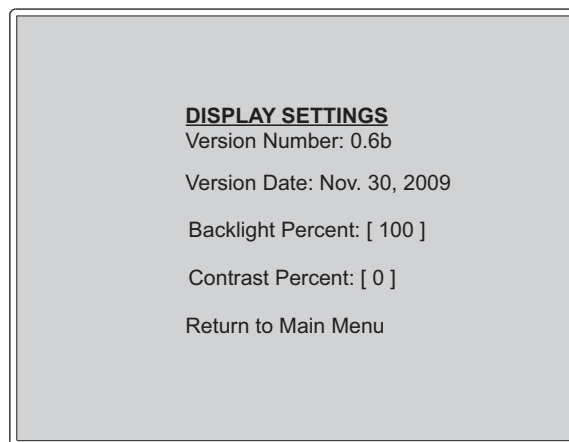 DISPLAY SETTINGS
Version Number: 0.6b
Version Date: Nov. 30, 2009
Backlight Percent: [ 100 ]
Contrast Percent: [ 0 ]
Return to Main Menu